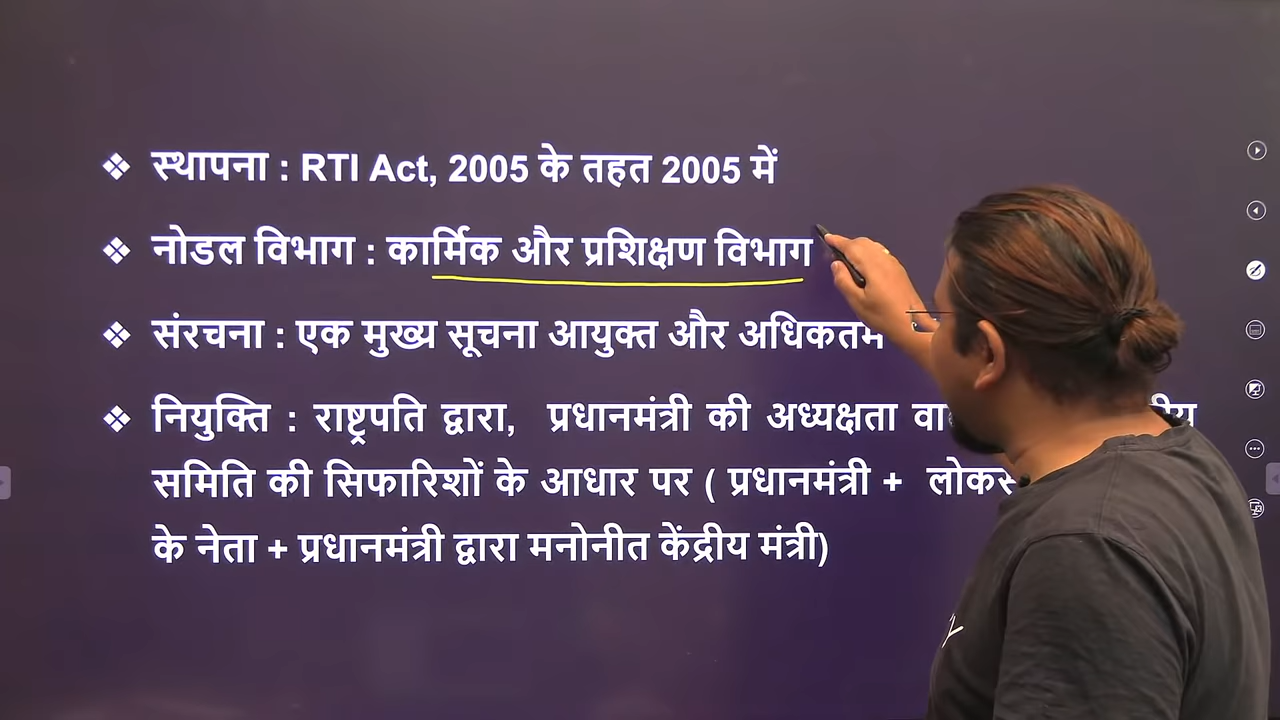 ❖ स्थापना : RTI Act, 2005 के तहत 2005 में
❖ नोडल विभाग : कार्मिक और प्रशिक्षण विभाग
❖ संरचना : एक मुख्य सूचना आयुक्त और अधिकतम
❖ नियुक्ति : राष्ट्रपति द्वारा, प्रधानमंत्री की अध्यक्षता
समिति की सिफारिशों के आधार पर ( प्रधानमंत्री +
के नेता + प्रधानमंत्री द्वारा मनोनीत केंद्रीय मंत्री)